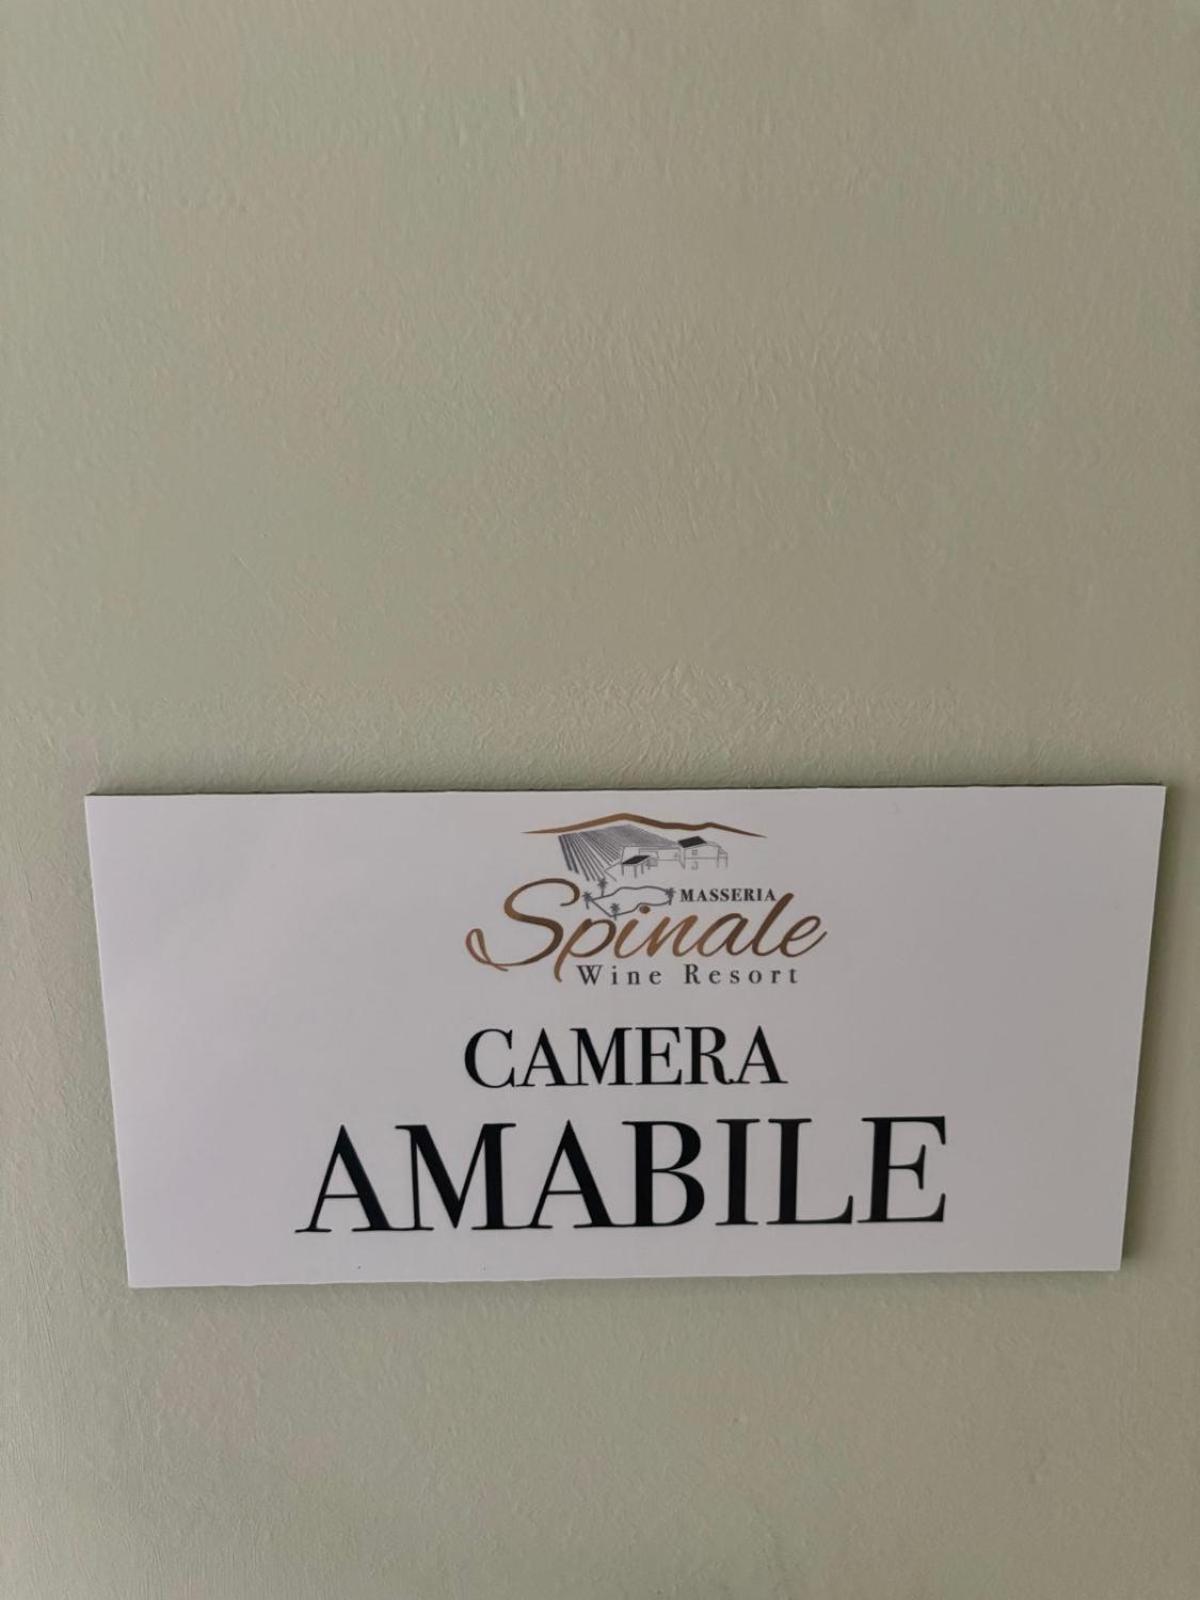 MASSERIA
Spinale
Wine Resort
CAMERA
AMABILE